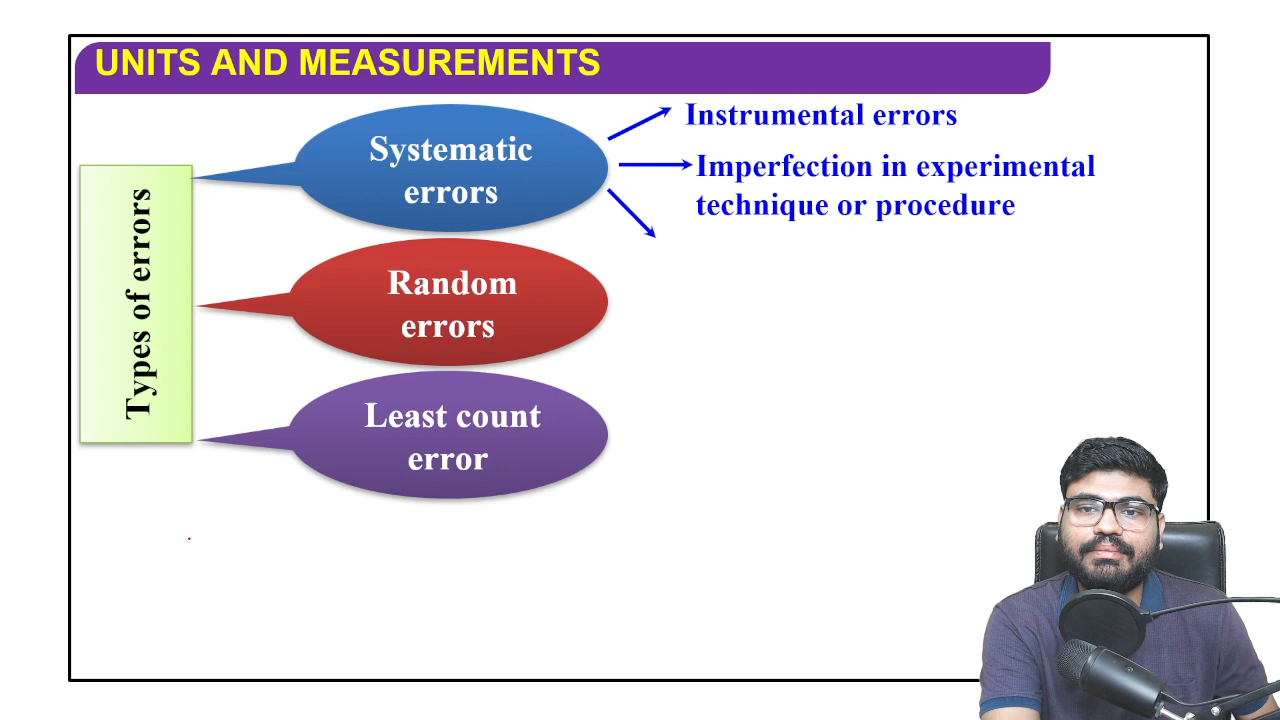 UNITS AND MEASUREMENTS
Types of errors
Systematic
errors
Instrumental errors
Imperfection in experimental
technique or procedure
Random
errors
Least count
error